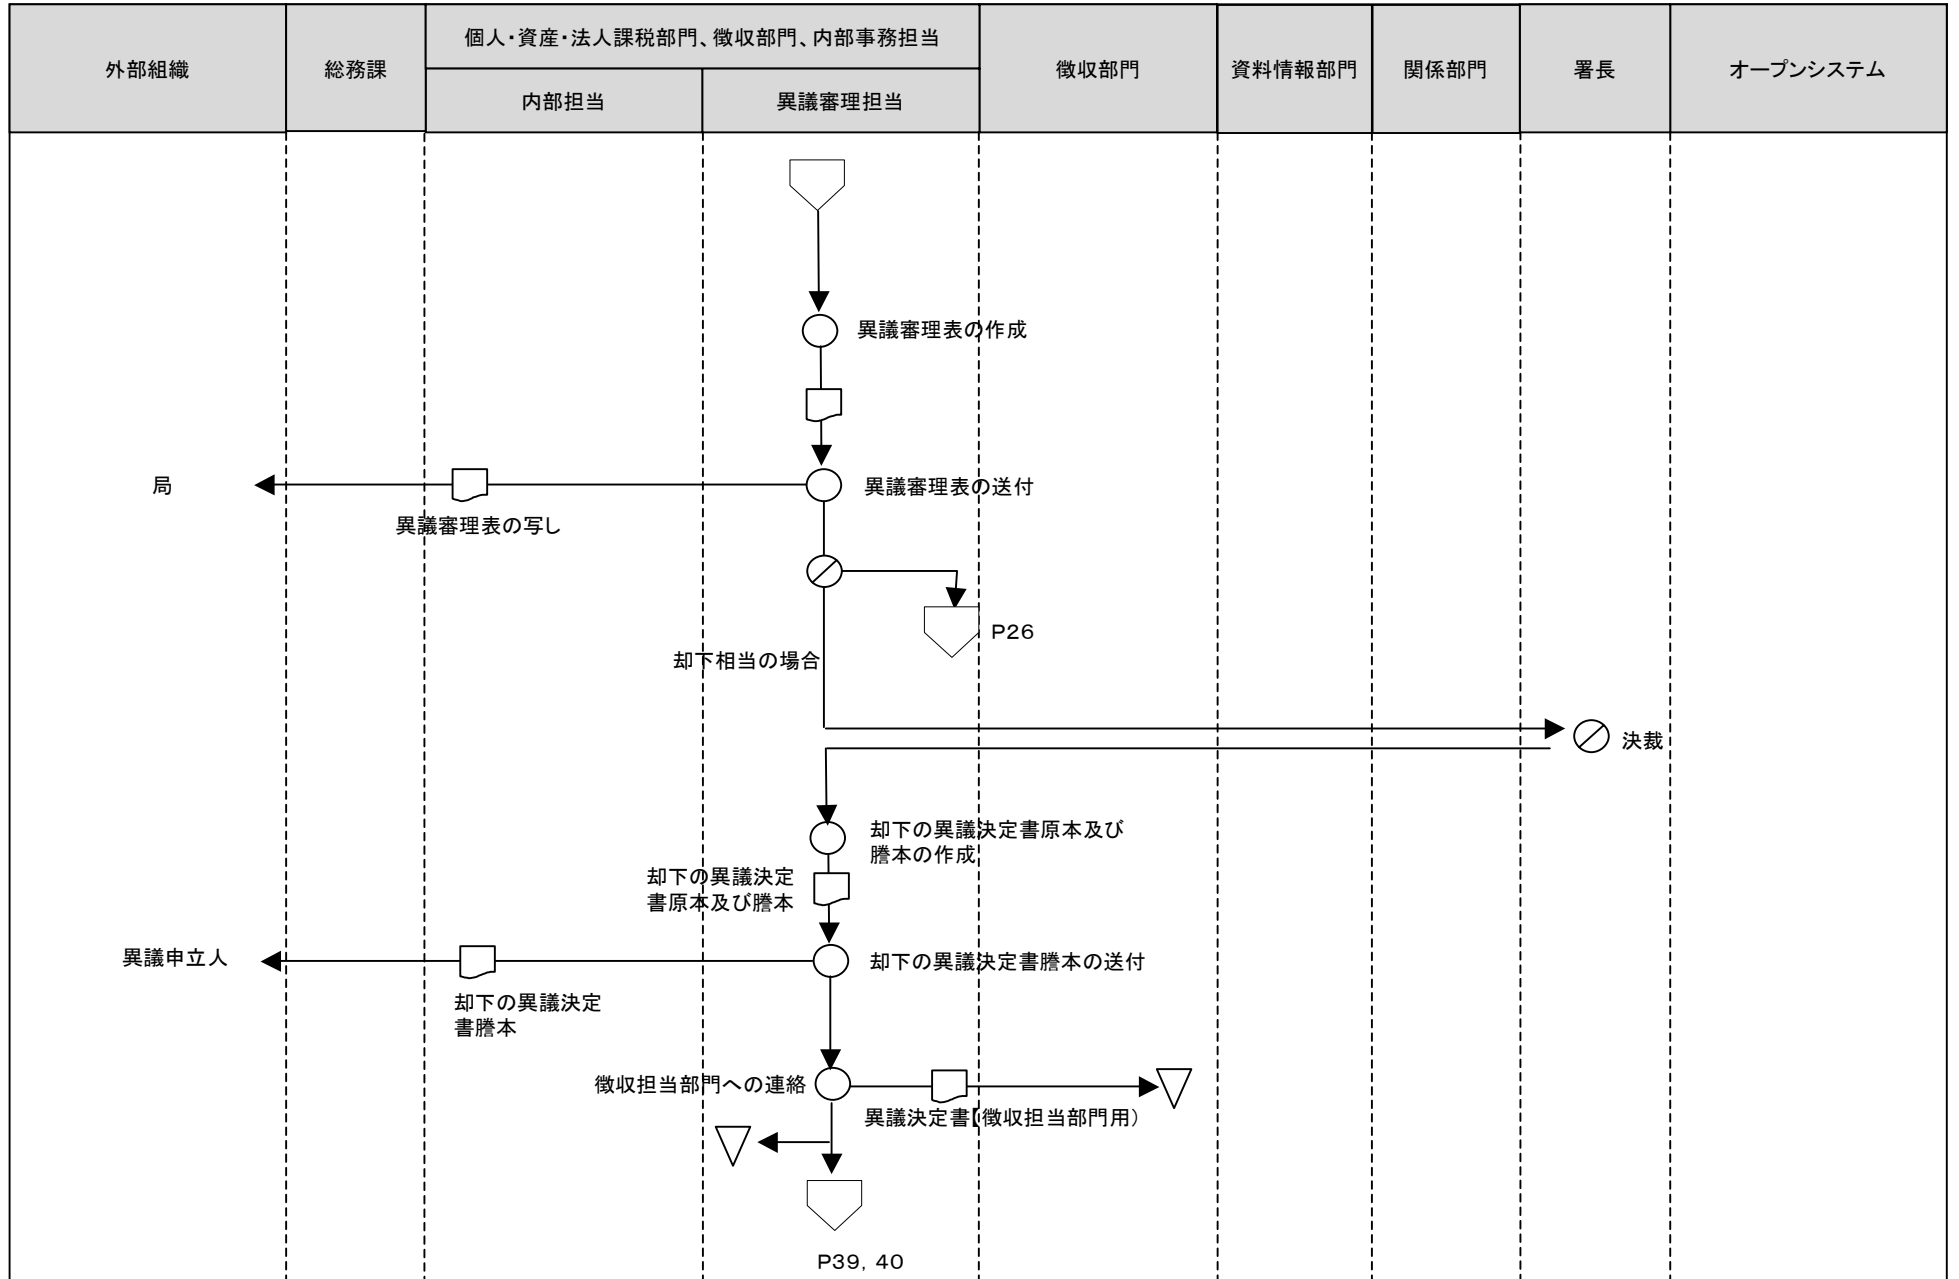 外部組織
総務課
個人・資産・法人課税部門、徴収部門、内部事務担当
内部担当
異議審理担当
徴収部門
資料情報部門
関係部門
署長
オープンシステム
異議審理表の作成
局
異議審理表の送付
異議審理表の写し
P26
却下相当の場合
決裁
却下の異議決定書原本及び
謄本の作成
却下の異議決定
書原本及び謄本
異議申立人
却下の異議決定書謄本の送付
却下の異議決定
書謄本
徴収担当部門への連絡
異議決定書(徴収担当部門用)
P39, 40